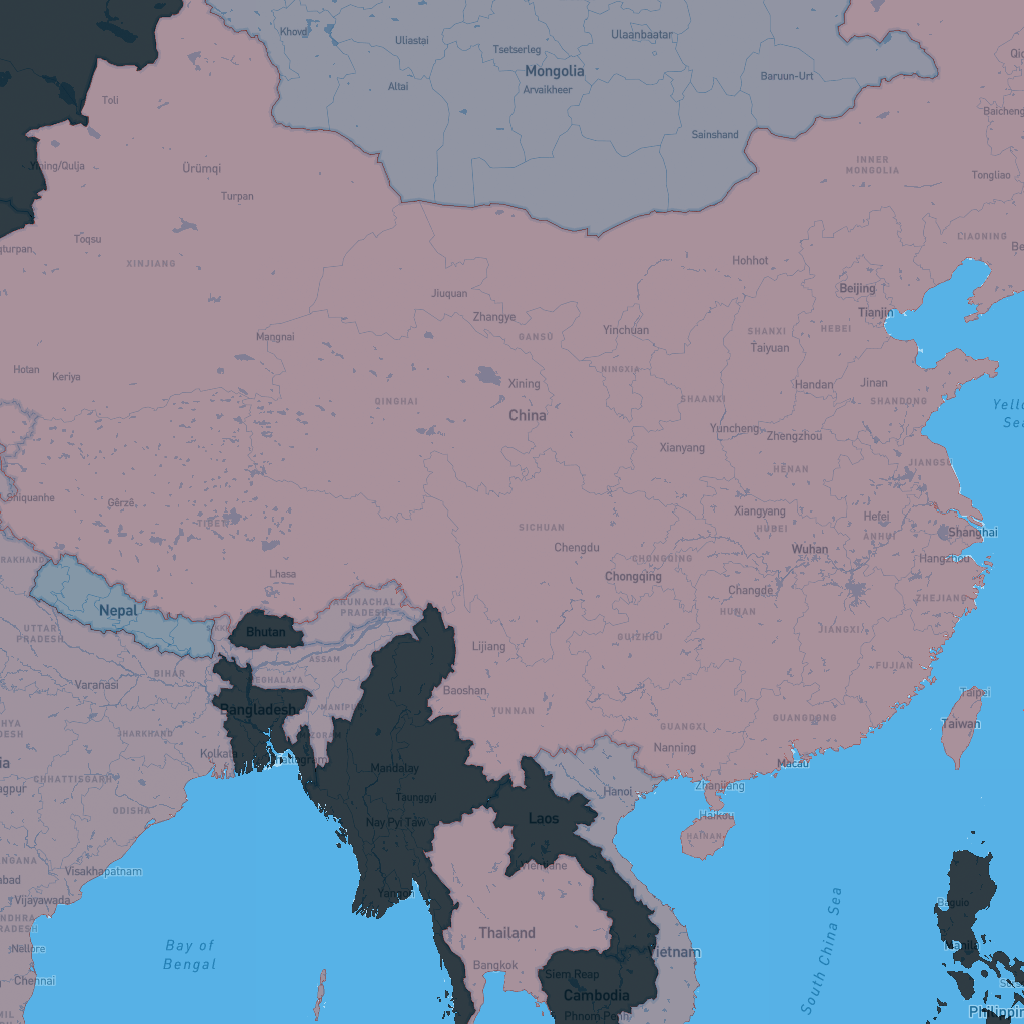 Khovd
Uliastai
Tsetserleg
Ulaanbaatar
Mongolia
Altai
Arvaikheer
Baruun-Urt
Toli
Baicheng
Sainshand
Yining/Qulja
Ürümqi
Turpan
INNER
MONGOLIA
Tongliao
Toqsu
LIAONING
XINJIANG
Hohhot
Beijing
Jiuquan
Tianjin
Zhangye
Mangnai
GANSU
Yinchuan
SHANXI
HEBEI
Taiyuan
Hotan
Keriya
NINGXIA
Xining
Handan
Jinan
QINGHAI
China
SHAANXI
SHANDONG
Yuncheng
Zhengzhou
Xianyang
HENAN
JIANGSU
Shiquanhe
Gêrzê
TIBET
SICHUAN
Xiangyang
HUBEI
Hefei
ANHUI
Shanghai
Chengdu
Wuhan
CHONGQING
Hangzhou
Lhasa
Chongqing
Changde
ZHEJIANG
Nepal
ARUNACHAL
PRADESH
HUNAN
UTTAR
PRADESH
Bhutan
GUIZHOU
JIANGXI
Lijiang
ASSAM
BIHAR
FUJIAN
Varanasi
Baoshan
Taipei
Bangladesh
MANIPUR
YUNNAN
GUANGDONG
Taiwan
JHARKHAND
GUANGXI
Kolkata
Nanning
Macau
Mandalay
CHHATTISGARH
Zhanjiang
Hanoi
Taunggyi
ODISHA
Haikou
Laos
Nay Pyi Taw
HAINAN
Vientiane
Visakhapatnam
Yangon
Vijayawada
Baguio
Thailand
Bay of
Bengal
Manila
Nellore
Vietnam
Bangkok
Siem Reap
Chennai
South China Sea
Cambodia
Phnom Penh